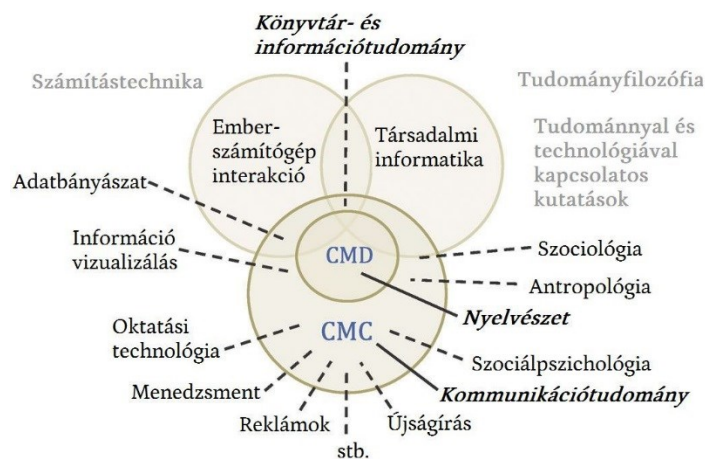 Könyvtár- és
információtudomány
Számítástechnika
Tudományfilozófia
Ember-
számítógép
interakció
Társadalmi
informatika
Tudománnyal és
technológiával
kapcsolatos
kutatások
Adatbányászat
Információ
vizualizálás
CMD
Szociológia
Antropológia
Nyelvészet
Oktatási
technológia
CMC
Szociálpszichológia
Menedzsment
Kommunikációtudomány
Reklámok
Újságírás
stb.